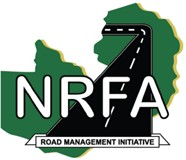 NRFA
ROAD MANAGEMENT INITIATIVE